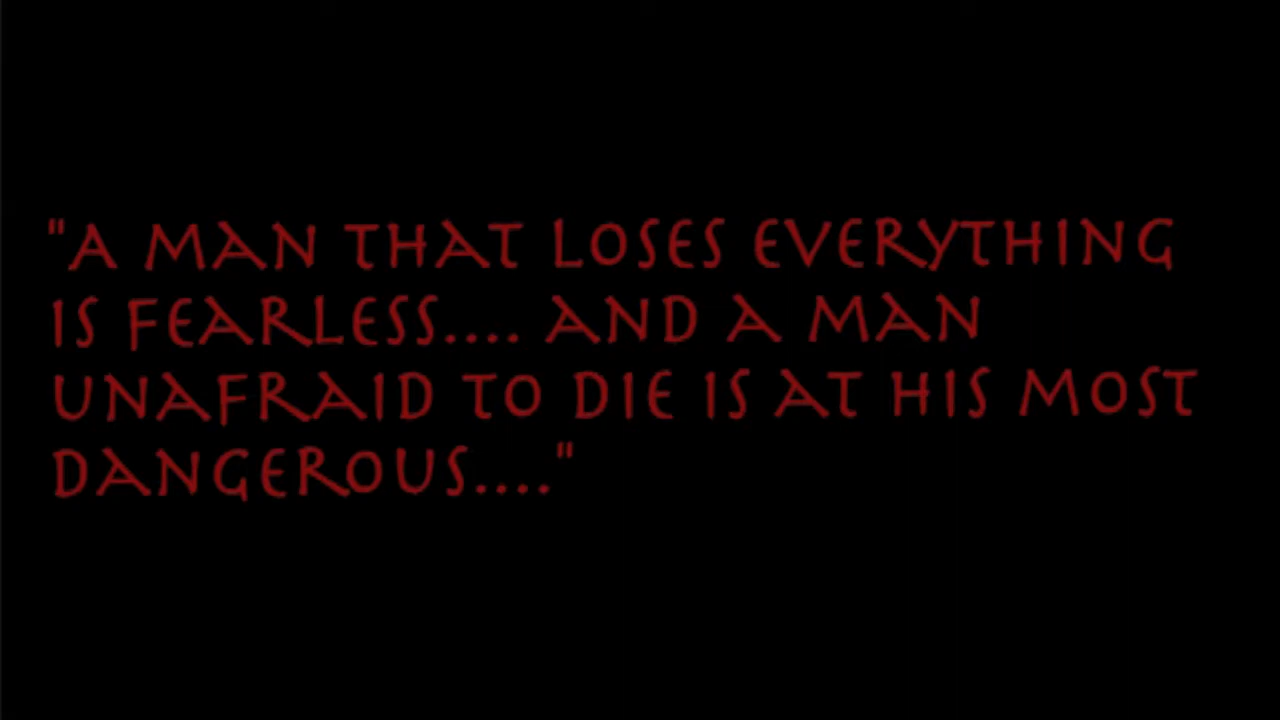 "A MAN THAT LOSES EVERYTHING
IS FEARLESS.... AND A MAN
UNAFRAID TO DIE IS AT HIS MOST
DANGEROUS...."